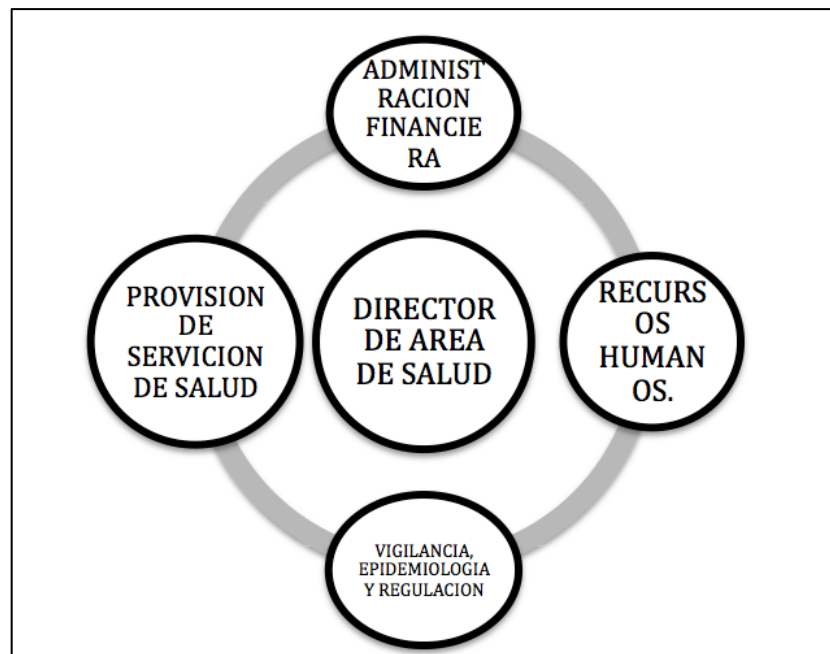 ADMINIST
RACION
FINANCIE
RA
PROVISION
DE
SERVICION
DE SALUD
DIRECTOR
DE AREA
DE SALUD
RECURS
OS
HUMAN
OS.
VIGILANCIA,
EPIDEMIOLOGIA
Y REGULACION